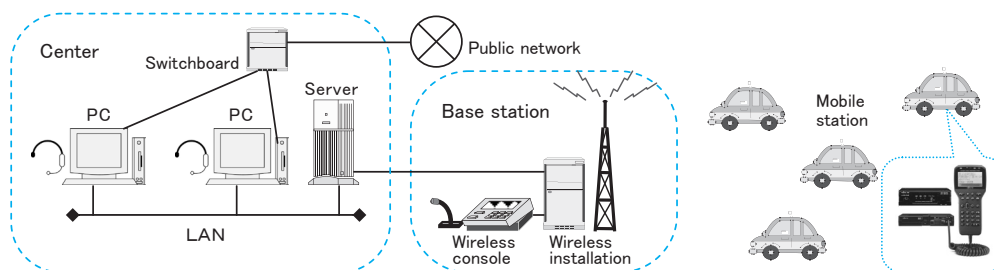 Center
Switchboard
Public network
PC
PC
Server
LAN
Base station
Wireless
console
Wireless
installation
Mobile
station